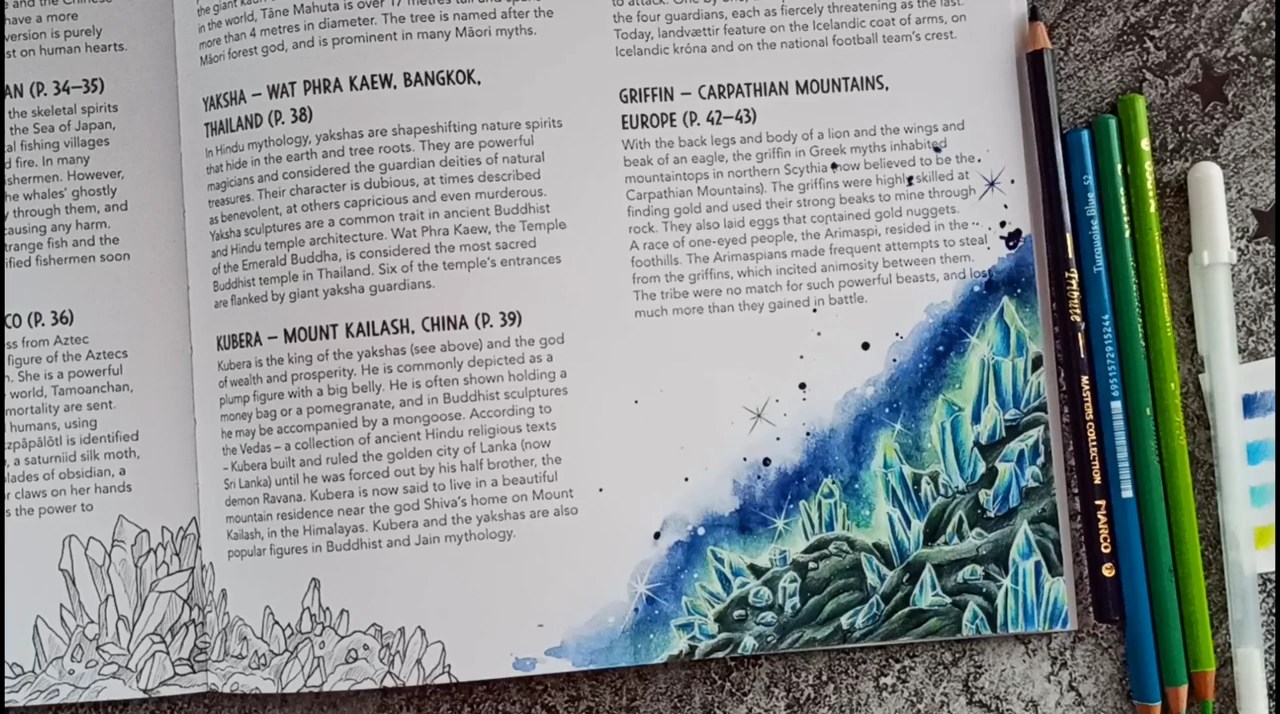 and the Chinese
have a more
version is purely
st on human hearts.
AN (P. 34–35)
the skeletal spirits
the Sea of Japan,
al fishing villages
d fire. In many
shermen. However,
he whales' ghostly
through them, and
causing any harm.
trange fish and the
ified fishermen soon
CO (P. 36)
ss from Aztec
figure of the Aztecs
n. She is a powerful
world, Tamoanchan,
mortality are sent.
humans, using
zpāpālōtl is identified
, a saturniid silk moth,
lades of obsidian, a
r claws on her hands
s the power to
in the world, Tāne Mahuta is over 17 metres tall and
more than 4 metres in diameter. The tree is named after the
Māori forest god, and is prominent in many Māori myths.
YAKSHA – WAT PHRA KAEW, BANGKOK,
THAILAND (P. 38)
In Hindu mythology, yakshas are shapeshifting nature spirits
that hide in the earth and tree roots. They are powerful
magicians and considered the guardian deities of natural
treasures. Their character is dubious, at times described
as benevolent, at others capricious and even murderous.
Yaksha sculptures are a common trait in ancient Buddhist
and Hindu temple architecture. Wat Phra Kaew, the Temple
of the Emerald Buddha, is considered the most sacred
Buddhist temple in Thailand. Six of the temple's entrances
are flanked by giant yaksha guardians.
KUBERA – MOUNT KAILASH, CHINA (P. 39)
Kubera is the king of the yakshas (see above) and the god
of wealth and prosperity. He is commonly depicted as a
plump figure with a big belly. He is often shown holding a
money bag or a pomegranate, and in Buddhist sculptures
he may be accompanied by a mongoose. According to
the Vedas – a collection of ancient Hindu religious texts
– Kubera built and ruled the golden city of Lanka (now
Sri Lanka) until he was forced out by his half brother, the
demon Ravana. Kubera is now said to live in a beautiful
mountain residence near the god Shiva's home on Mount
Kailash, in the Himalayas. Kubera and the yakshas are also
popular figures in Buddhist and Jain mythology.
the four guardians, each as fiercely threatening as the last.
Today, landvættir feature on the Icelandic coat of arms, on
Icelandic króna and on the national football team's crest.
GRIFFIN – CARPATHIAN MOUNTAINS,
EUROPE (P. 42–43)
With the back legs and body of a lion and the wings and
beak of an eagle, the griffin in Greek myths inhabited
mountaintops in northern Scythia (now believed to be the
Carpathian Mountains). The griffins were highly skilled at
finding gold and used their strong beaks to mine through
rock. They also laid eggs that contained gold nuggets.
A race of one-eyed people, the Arimaspi, resided in the
foothills. The Arimaspians made frequent attempts to steal
from the griffins, which incited animosity between them.
The tribe were no match for such powerful beasts, and lost
much more than they gained in battle.
Tribute MASTERS COLLECTION MARCO
Turquoise Blue 52
6951572915244